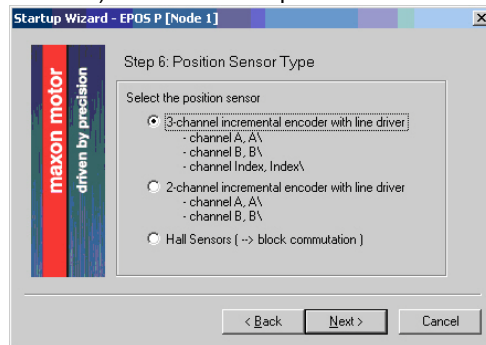 Startup Wizard - EPOS P [Node 1]
maxon motor
driven by precision
Step 6: Position Sensor Type
Select the position sensor
3-channel incremental encoder with line driver
- channel A, A\
- channel B, B\
- channel Index, Index\
2-channel incremental encoder with line driver
- channel A, A\
- channel B, B\
Hall Sensors ( --> block commutation )
< Back
Next >
Cancel